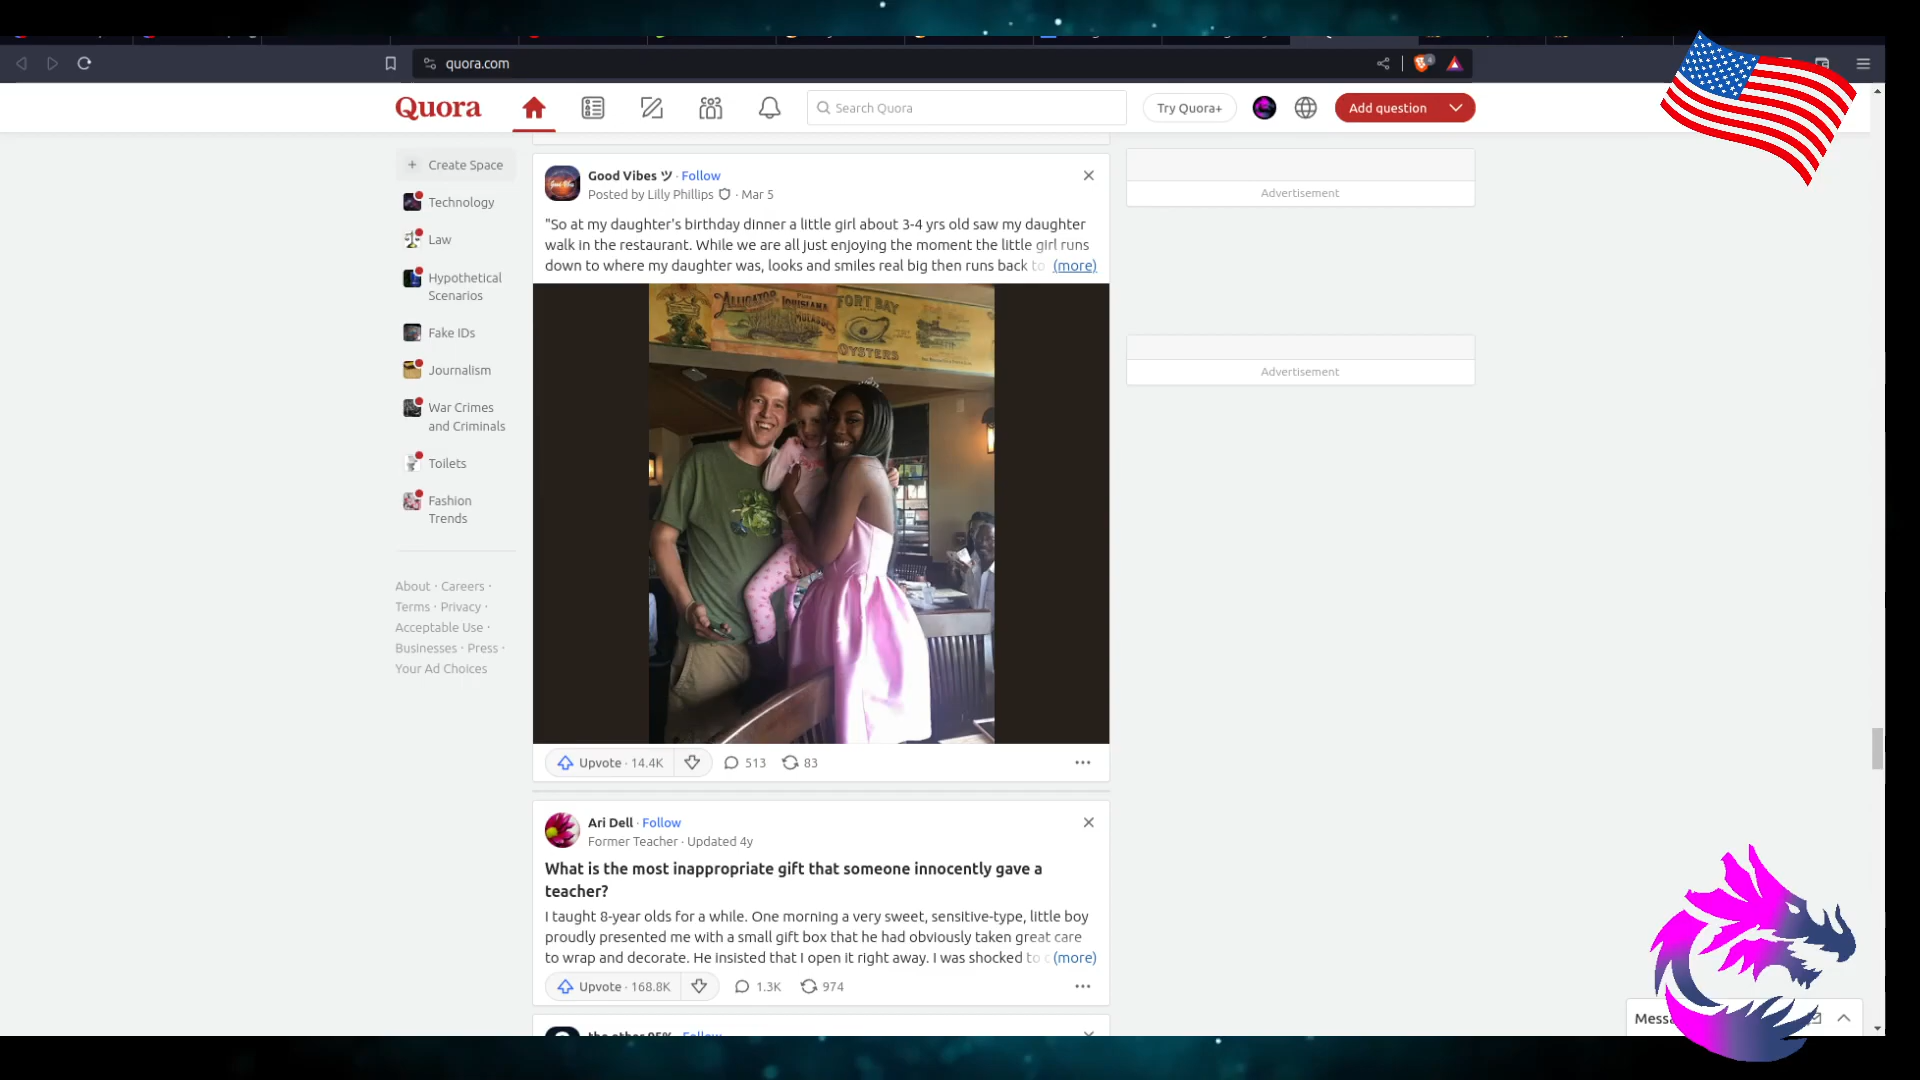 quora.com
Quora
Search Quora
Try Quora+
Add question
+ Create Space
Technology
Law
Hypothetical
Scenarios
Fake IDs
Journalism
War Crimes
and Criminals
Toilets
Fashion
Trends
About · Careers ·
Terms · Privacy ·
Acceptable Use ·
Businesses · Press ·
Your Ad Choices
Good Vibes ツ · Follow
Posted by Lilly Phillips · Mar 5
"So at my daughter's birthday dinner a little girl about 3-4 yrs old saw my daughter
walk in the restaurant. While we are all just enjoying the moment the little girl runs
down to where my daughter was, looks and smiles real big then runs back to (more)
ALLIGATOR
LOUISIANA
MOLASSES
FORT BAY
OYSTERS
Upvote · 14.4K
513
83
Ari Dell · Follow
Former Teacher · Updated 4y
What is the most inappropriate gift that someone innocently gave a
teacher?
I taught 8-year olds for a while. One morning a very sweet, sensitive-type, little boy
proudly presented me with a small gift box that he had obviously taken great care
to wrap and decorate. He insisted that I open it right away. I was shocked to (more)
Upvote · 168.8K
1.3K
974
Follow
Advertisement
Advertisement
Messa